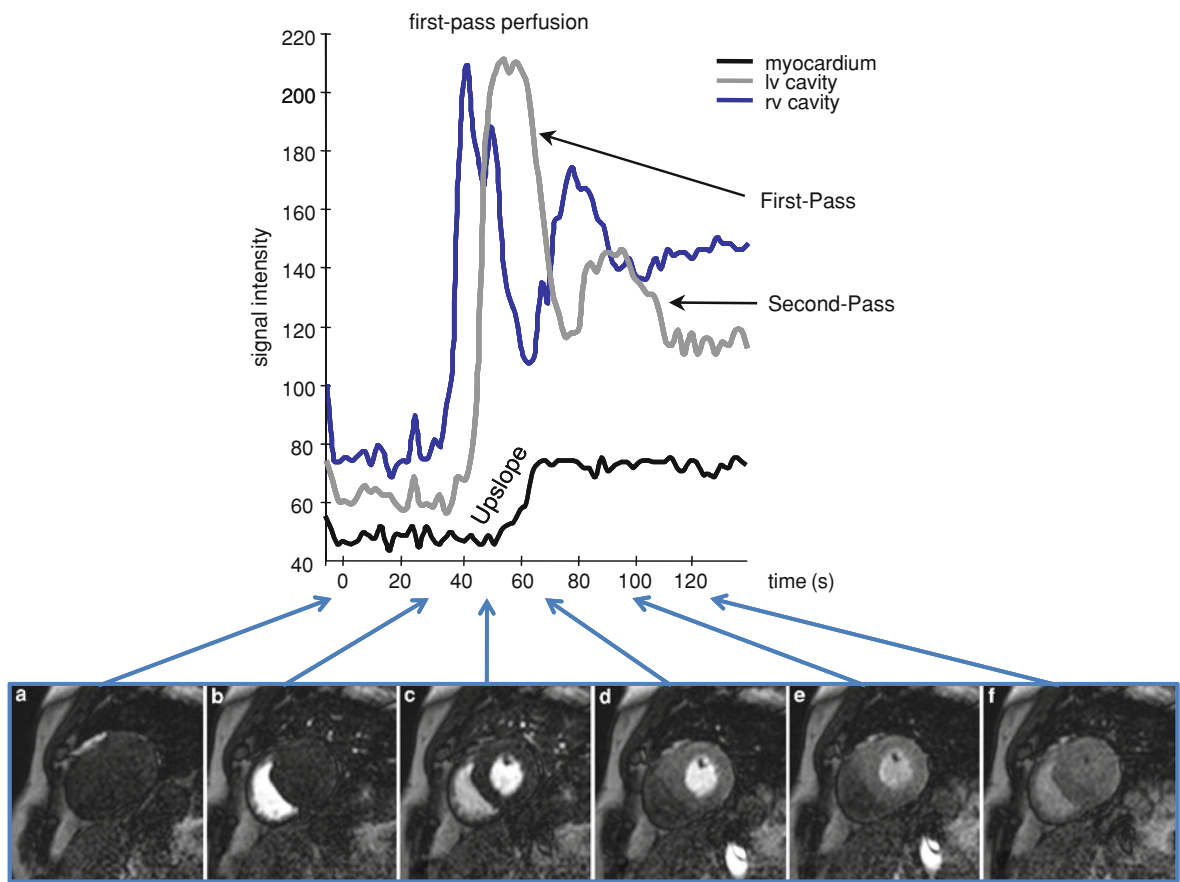 first-pass perfusion
220
200
180
160
140
120
100
80
60
40
signal intensity
myocardium
lv cavity
rv cavity
First-Pass
Second-Pass
Upslope
0 20 40 60 80 100 120 time (s)
a b c d e f